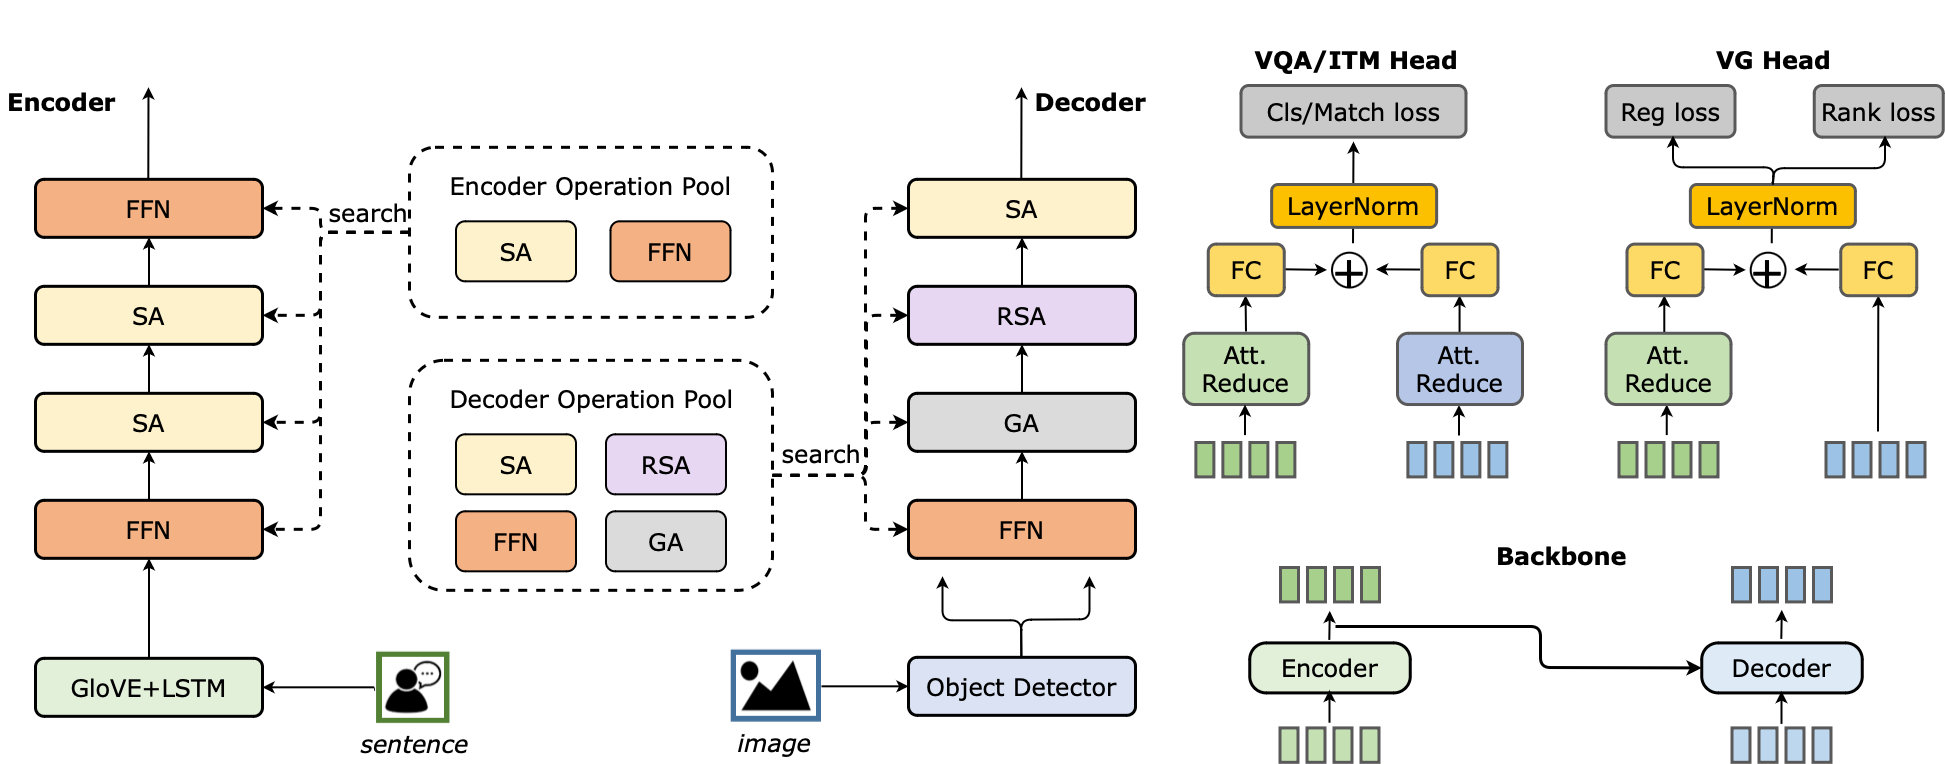 Encoder
FFN
SA
SA
FFN
GloVE+LSTM
sentence
search
Encoder Operation Pool
SA
FFN
Decoder Operation Pool
SA
RSA
FFN
GA
search
image
Decoder
SA
RSA
GA
FFN
Object Detector
VQA/ITM Head
Cls/Match loss
LayerNorm
FC
FC
Att.
Reduce
Att.
Reduce
VG Head
Reg loss
Rank loss
LayerNorm
FC
FC
Att.
Reduce
Backbone
Encoder
Decoder